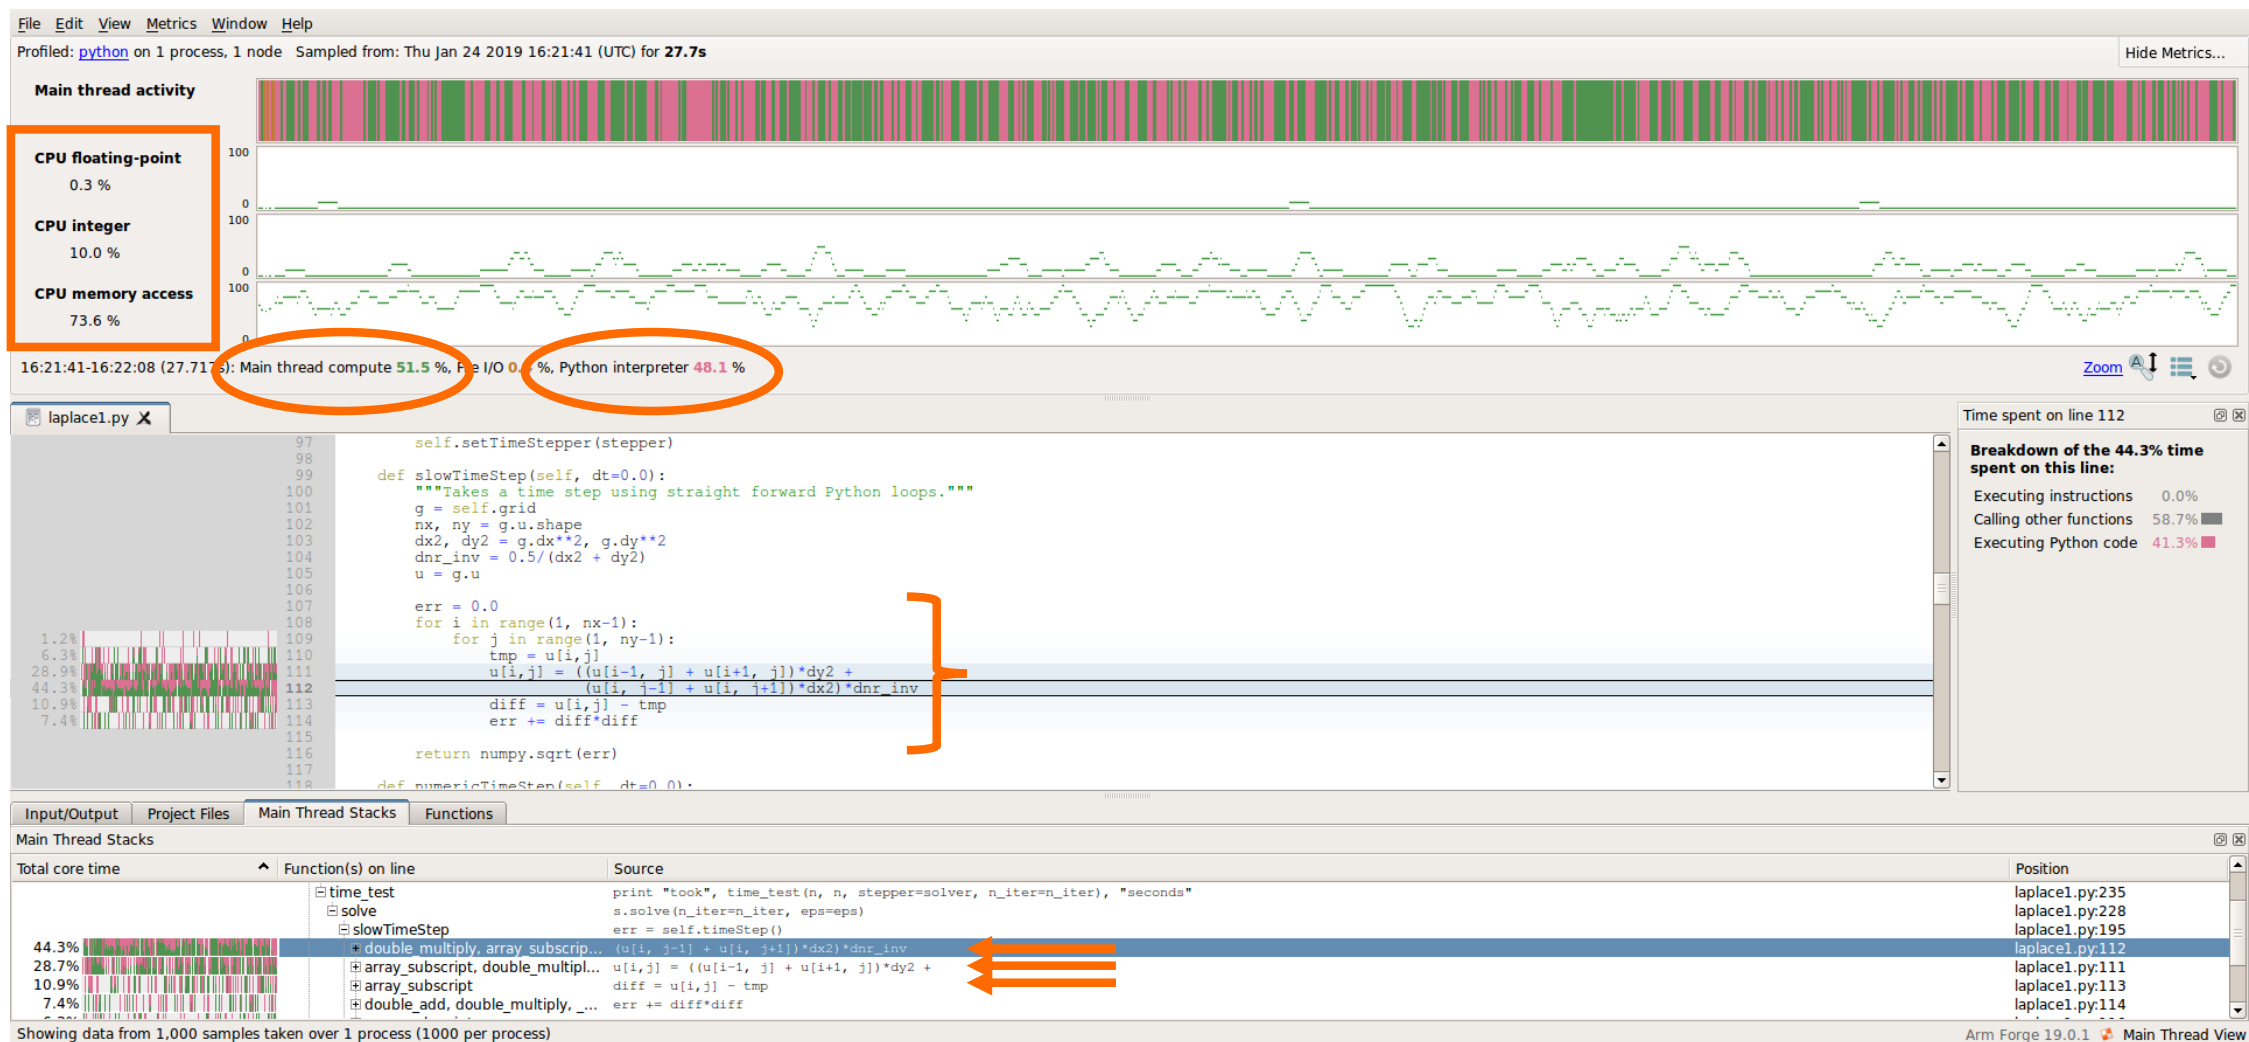 File Edit View Metrics Window Help
Profiled: python on 1 process, 1 node Sampled from: Thu Jan 24 2019 16:21:41 (UTC) for 27.7s
Hide Metrics...
Main thread activity
CPU floating-point
0.3 %
100
0
CPU integer
10.0 %
100
0
CPU memory access
73.6 %
100
0
16:21:41-16:22:08 (27.717s): Main thread compute 51.5 %, File I/O 0. %, Python interpreter 48.1 %
Zoom
laplace1.py
Time spent on line 112
97 self.setTimeStepper(stepper)
98
99 def slowTimeStep(self, dt=0.0):
100 """Takes a time step using straight forward Python loops."""
101 g = self.grid
102 nx, ny = g.u.shape
103 dx2, dy2 = g.dx**2, g.dy**2
104 dnr_inv = 0.5/(dx2 + dy2)
105 u = g.u
106
107 err = 0.0
108 for i in range(1, nx-1):
1.2% 109 for j in range(1, ny-1):
6.3% 110 tmp = u[i,j]
28.9% 111 u[i,j] = ((u[i-1, j] + u[i+1, j])*dy2 +
44.3% 112 (u[i, j-1] + u[i, j+1])*dx2)*dnr_inv
10.9% 113 diff = u[i,j] - tmp
7.4% 114 err += diff*diff
115
116 return numpy.sqrt(err)
117
118 def numericTimeStep(self, dt=0.0):
Breakdown of the 44.3% time
spent on this line:
Executing instructions 0.0%
Calling other functions 58.7%
Executing Python code 41.3%
Input/Output Project Files Main Thread Stacks Functions
Main Thread Stacks
Total core time Function(s) on line Source Position
time_test print "took", time_test(n, n, stepper=solver, n_iter=n_iter), "seconds" laplace1.py:235
solve s.solve(n_iter=n_iter, eps=eps) laplace1.py:228
slowTimeStep err = self.timeStep() laplace1.py:195
44.3% double_multiply, array_subscrip... (u[i, j-1] + u[i, j+1])*dx2)*dnr_inv laplace1.py:112
28.7% array_subscript, double_multipl... u[i,j] = ((u[i-1, j] + u[i+1, j])*dy2 + laplace1.py:111
10.9% array_subscript diff = u[i,j] - tmp laplace1.py:113
7.4% double_add, double_multiply, _... err += diff*diff laplace1.py:114
Showing data from 1,000 samples taken over 1 process (1000 per process)
Arm Forge 19.0.1 Main Thread View